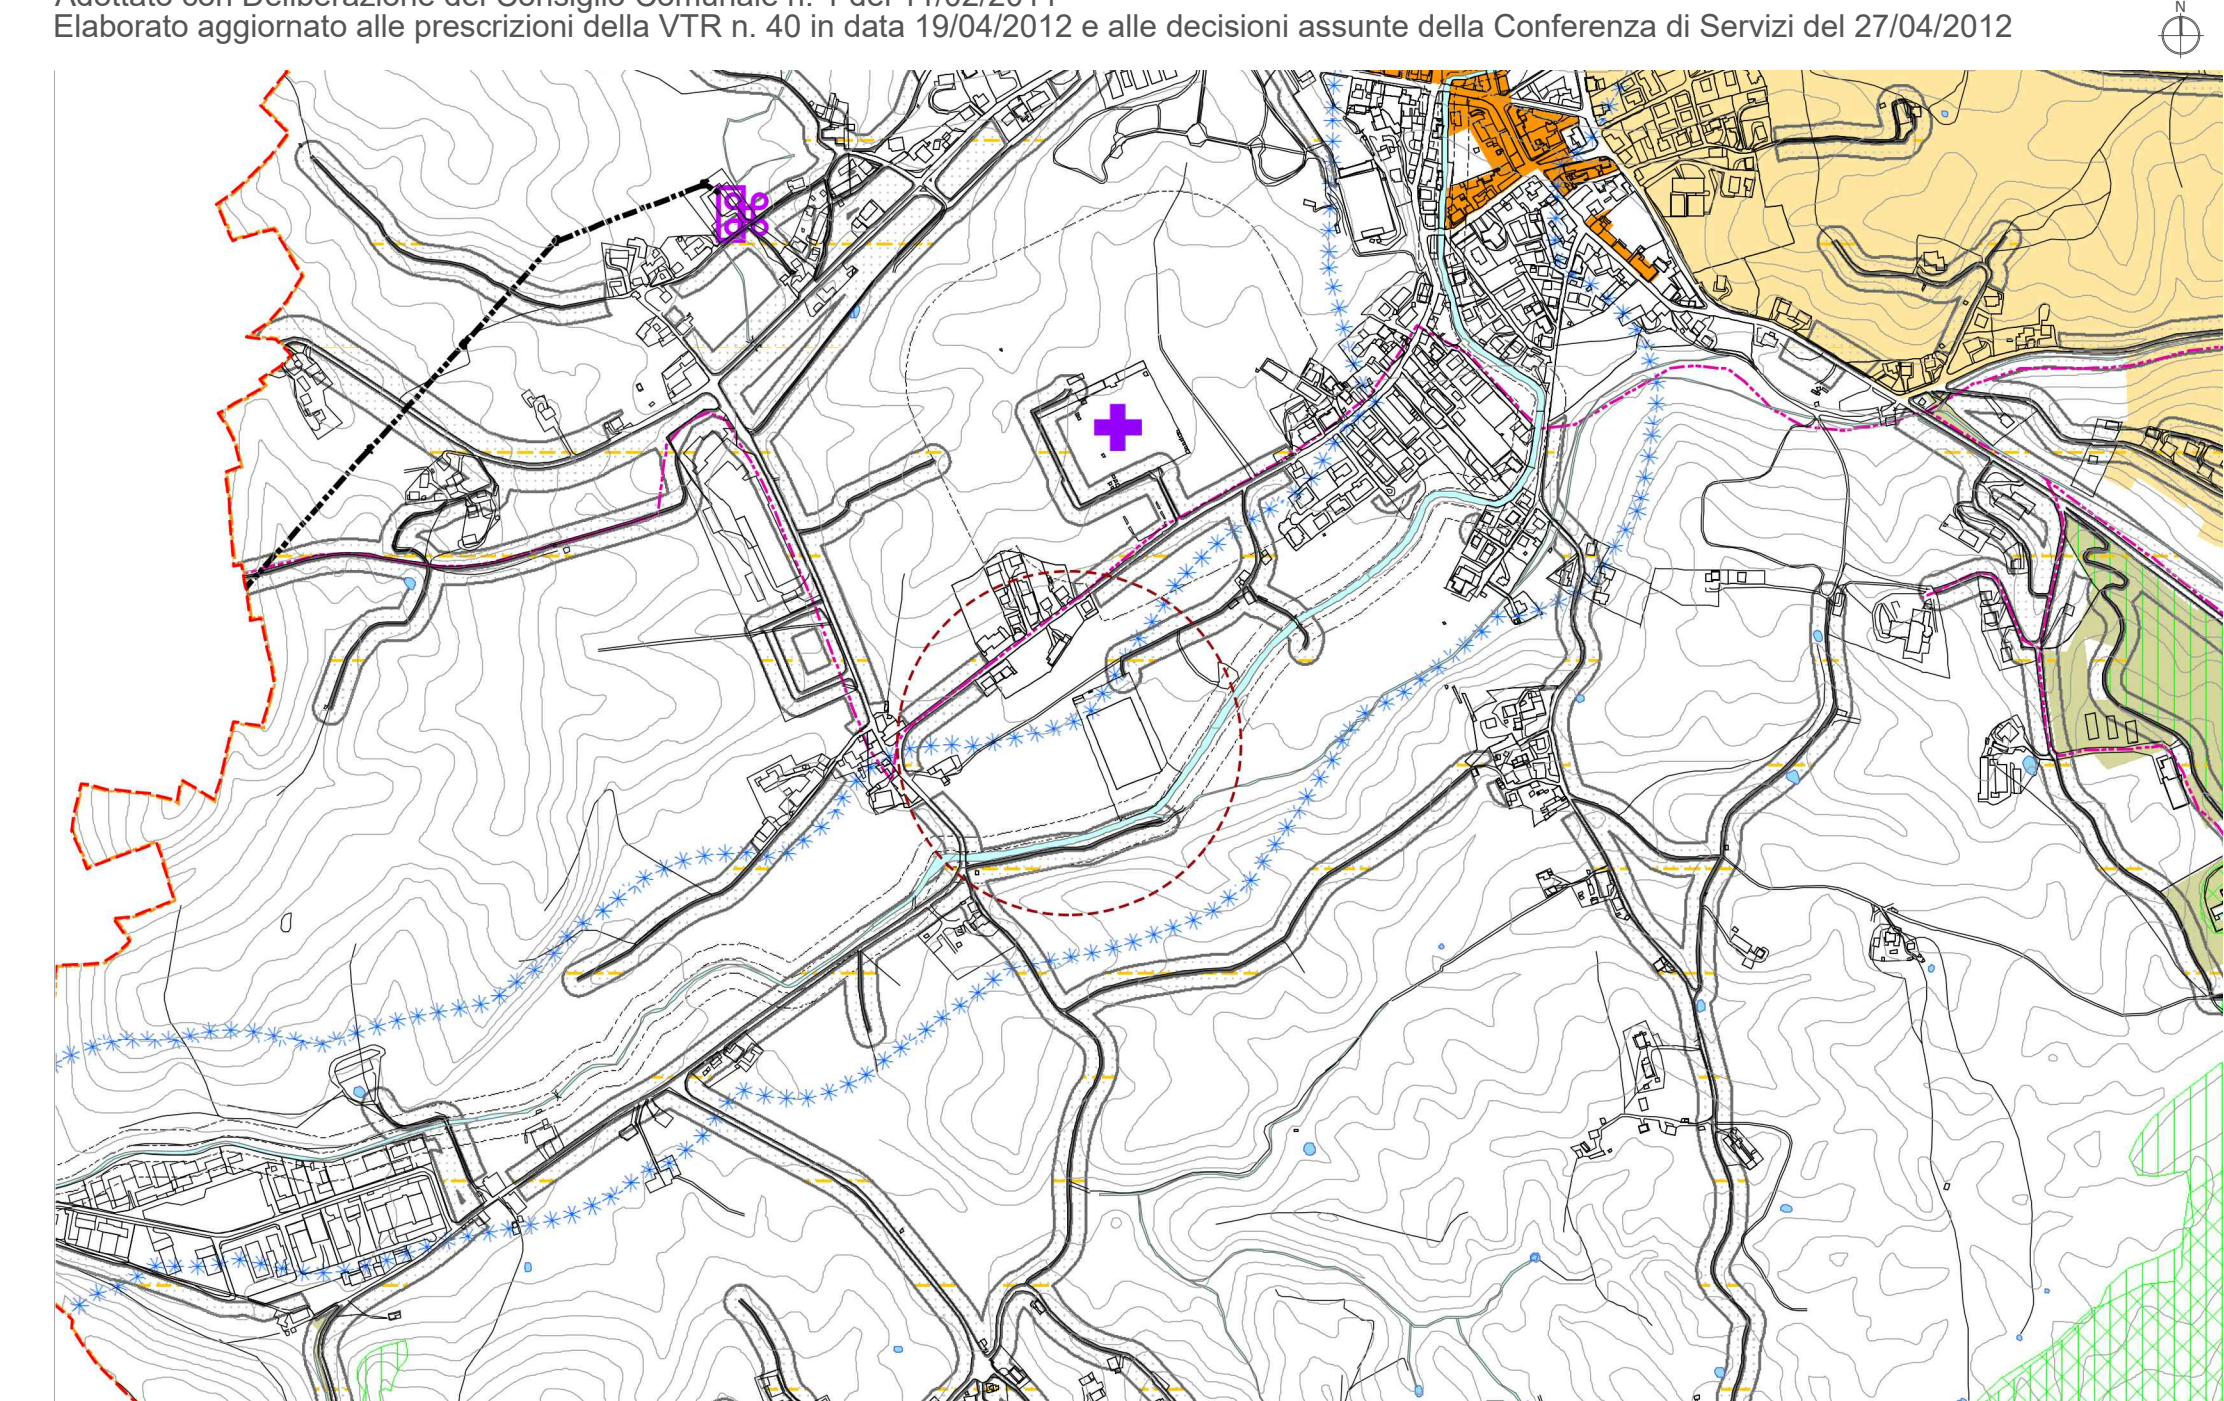 Adottato con Deliberazione del Consiglio Comunale n. 1 del 11/02/2011
Elaborato aggiornato alle prescrizioni della VTR n. 40 in data 19/04/2012 e alle decisioni assunte della Conferenza di Servizi del 27/04/2012
N